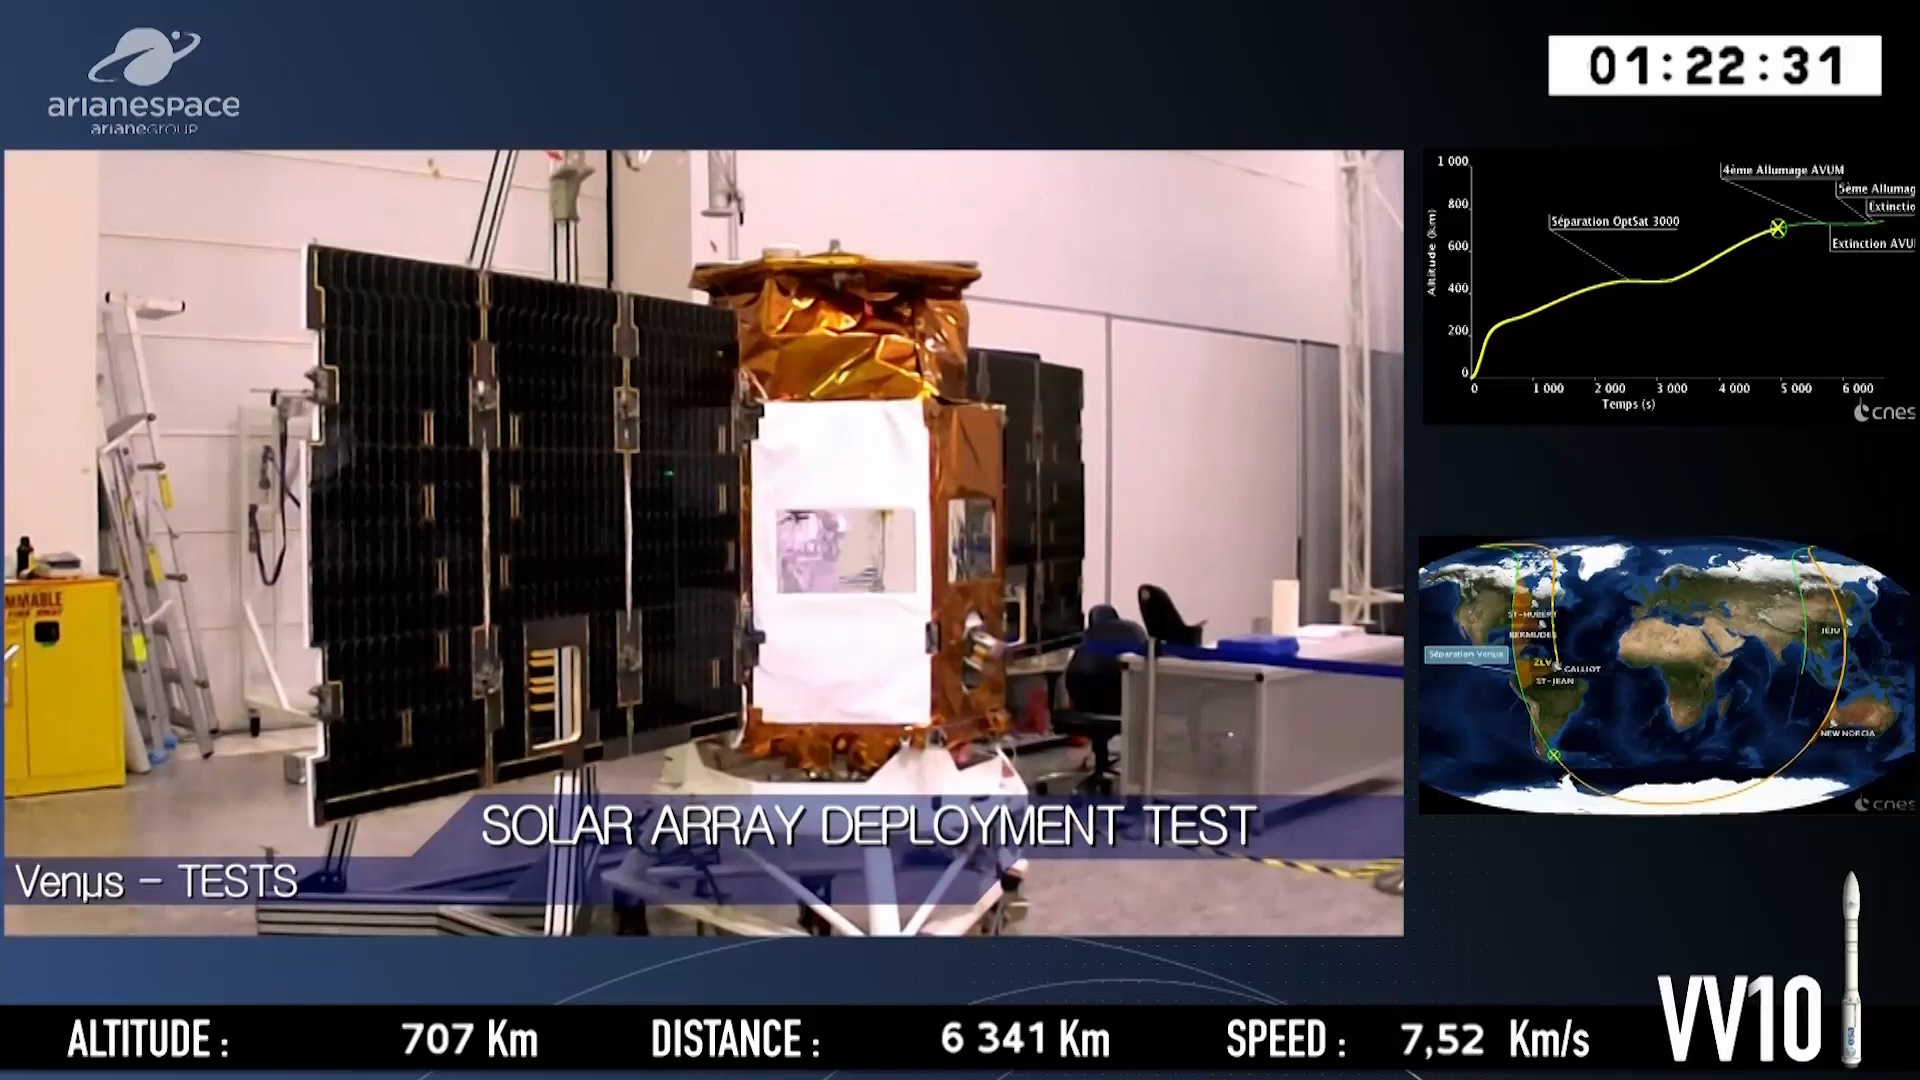 arianespace
arianeGROUP
01:22:31
1 000
800
600
400
200
0
Altitude (km)
0
1 000
2 000
3 000
4 000
5 000
6 000
Temps (s)
Séparation OptSat 3000
4ème Allumage AVUM
5ème Allumag
Extinctio
Extinction AVU
cnes
MMABLE
ST-HUBERT
BERMUDES
Séparation Venµs
ZLV
GALLIOT
ST-JEAN
JEJU
NEW NORCIA
cnes
SOLAR ARRAY DEPLOYMENT TEST
Venµs – TESTS
ALTITUDE : 707 Km DISTANCE : 6 341 Km SPEED : 7,52 Km/s
VV10
esa